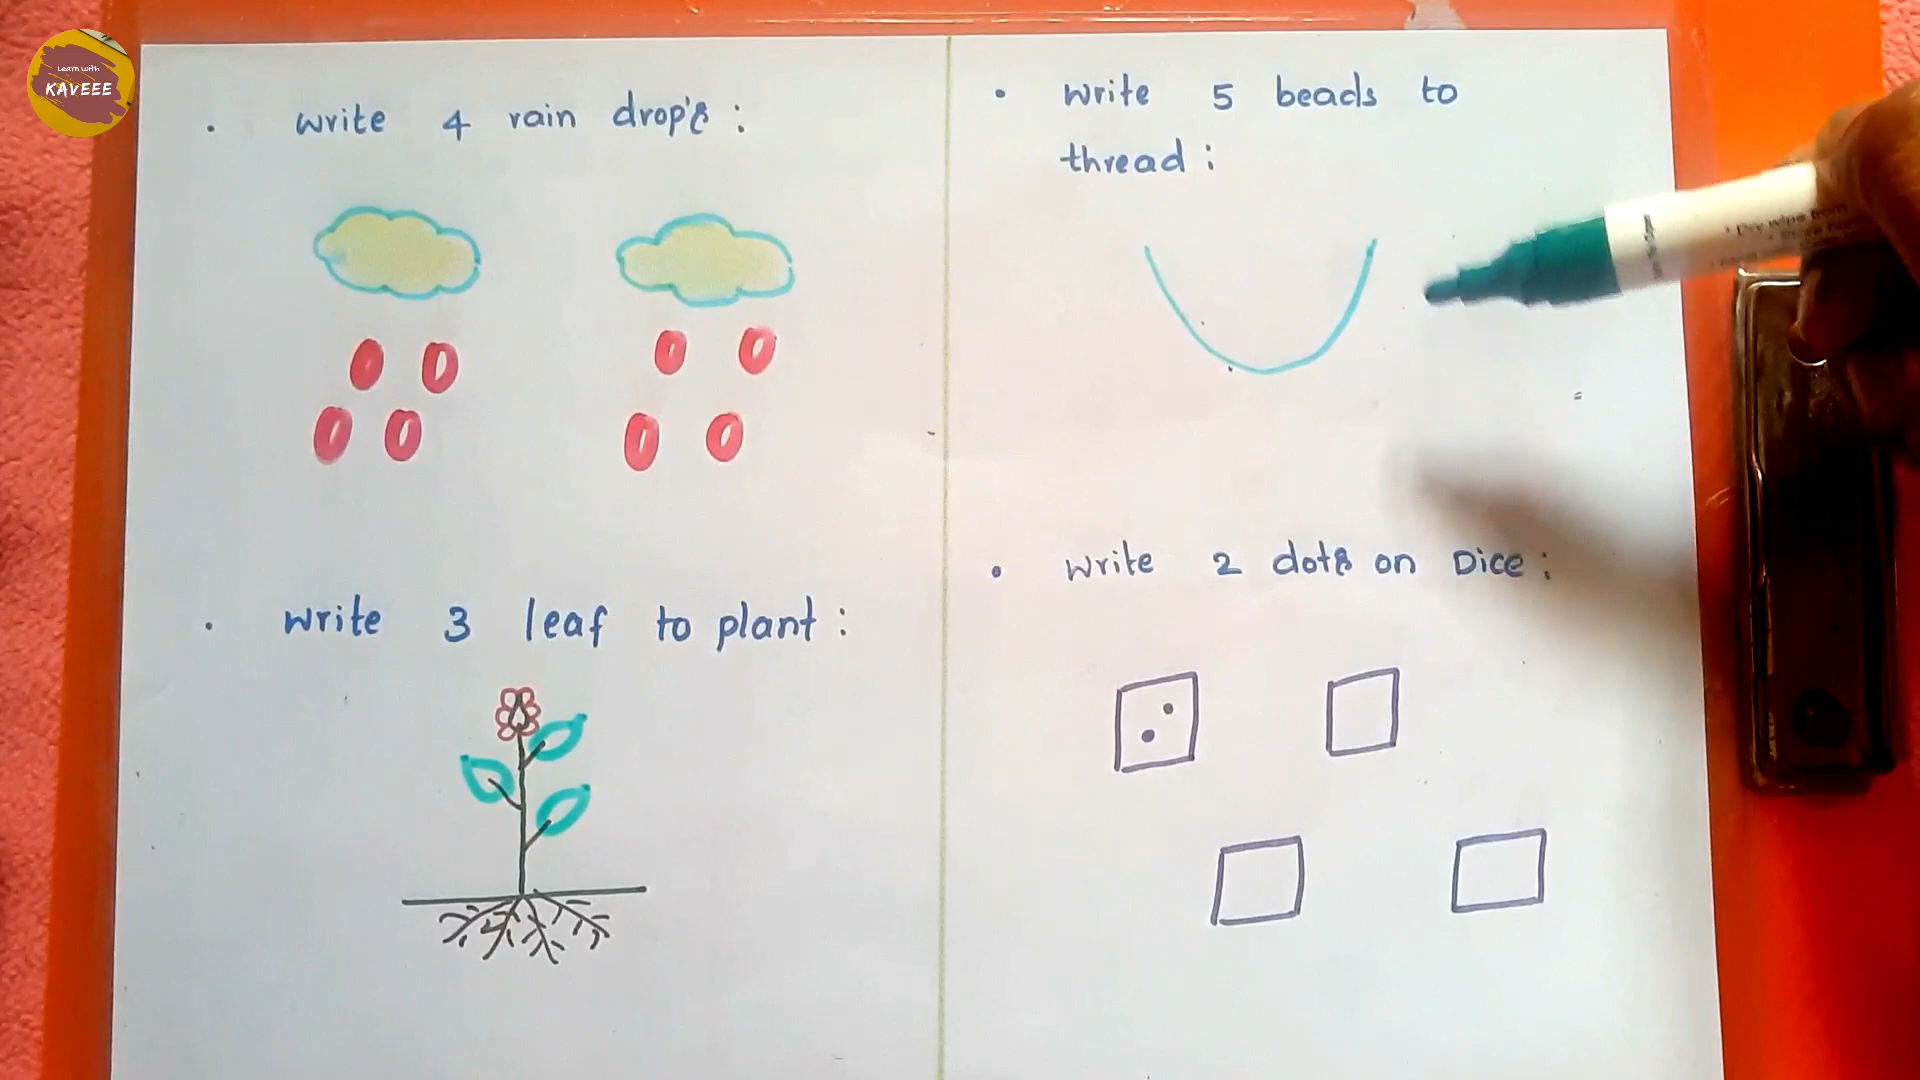 Learn with
KAVEEE
. write 4 rain drop's :
. write 3 leaf to plant :
. write 5 beads to
thread :
. write 2 dots on Dice :